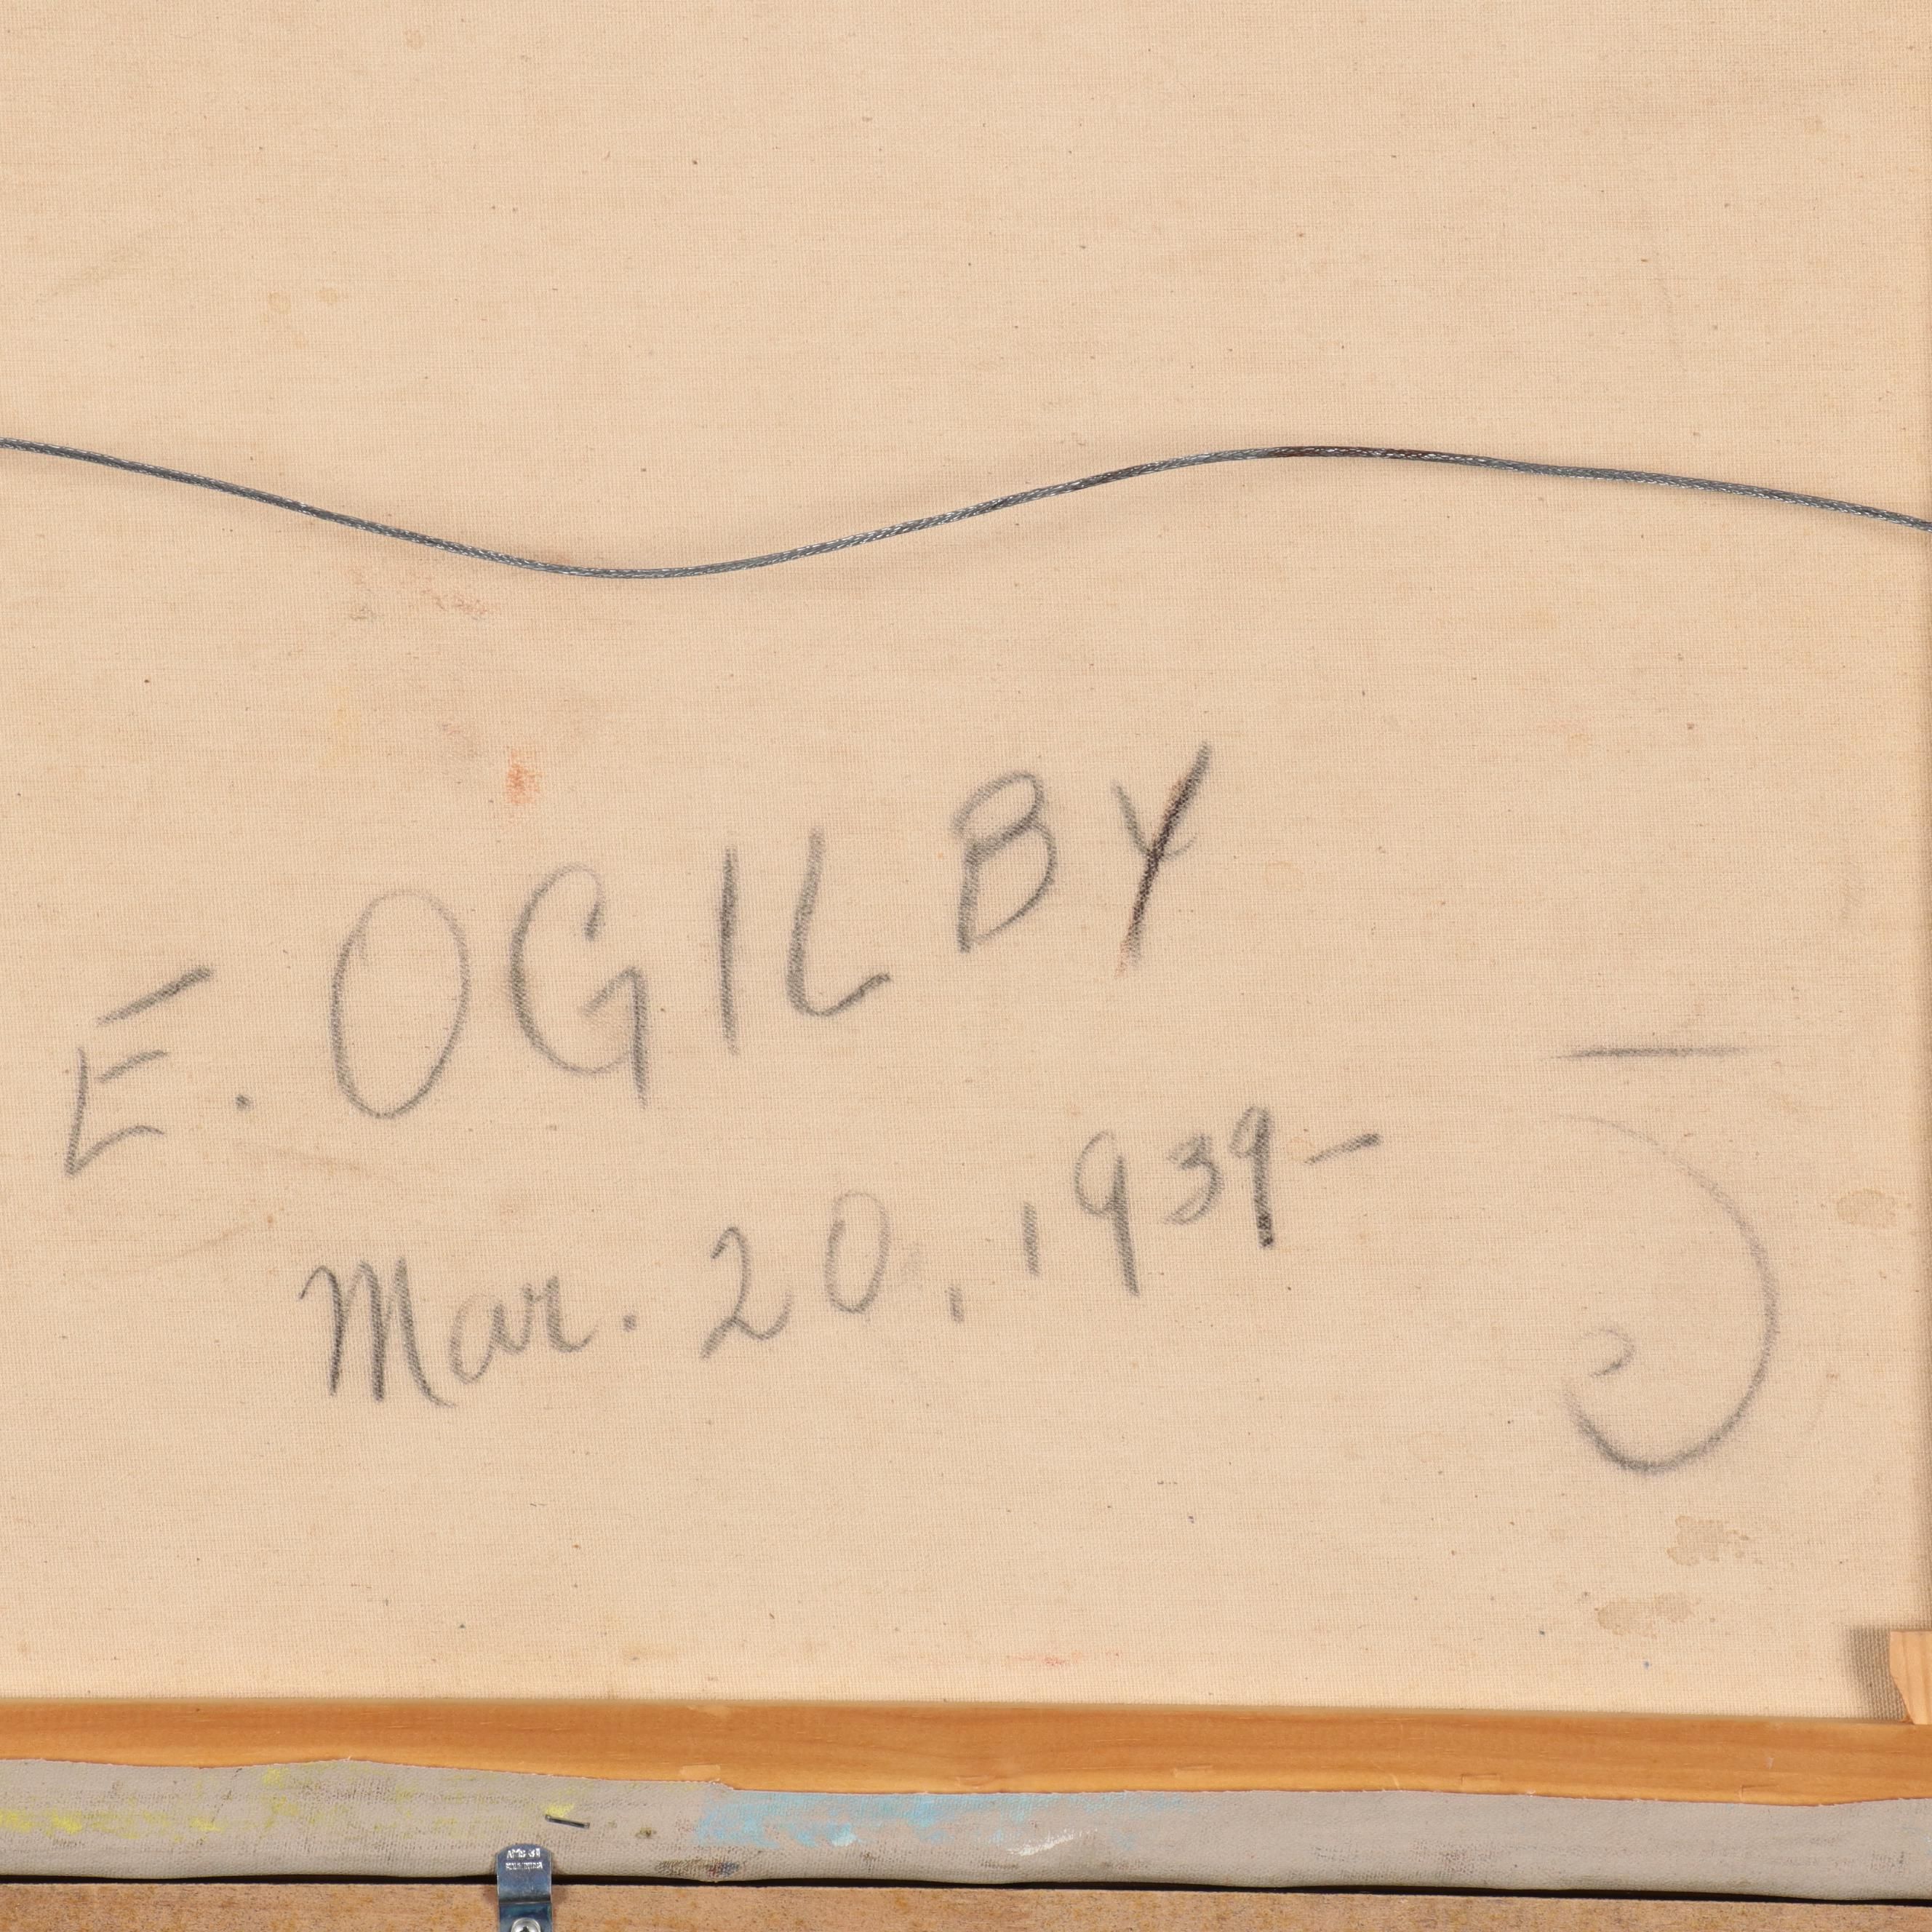 E. OGILBY
Mar. 20, 1939-